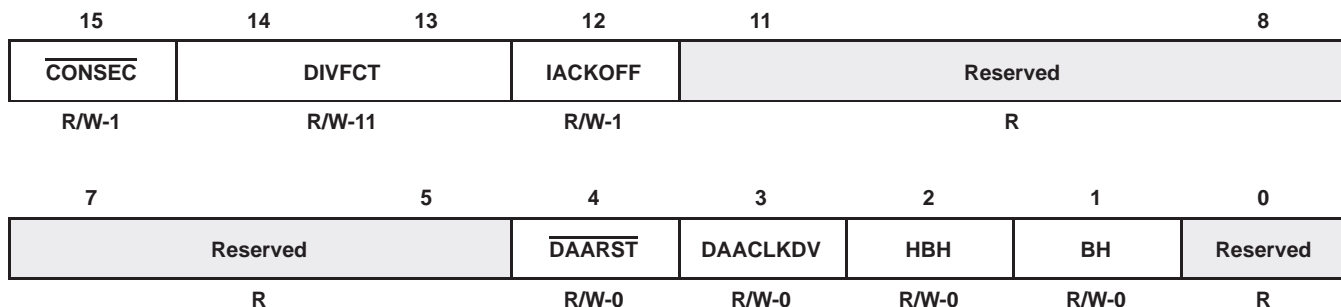 15 14 13 12 11 8
CONSEC DIVFCT IACKOFF Reserved
R/W-1 R/W-11 R/W-1 R
7 5 4 3 2 1 0
Reserved DAARST DAACLKDV HBH BH Reserved
R R/W-0 R/W-0 R/W-0 R/W-0 R